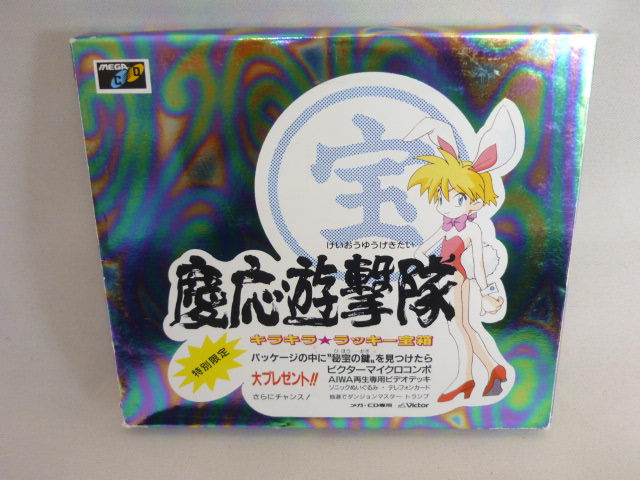 MEGA
CD
宝
けいおうゆうげきたい
慶応遊撃隊
キラキラ★ラッキー宝箱
特別限定
ひほう かぎ
パッケージの中に"秘宝の鍵"を見つけたら
大プレゼント!!
ビクターマイクロコンポ
AIWA再生専用ビデオデッキ
ソニックぬいぐるみ・テレフォンカード
さらにチャンス!
抽選でダンジョンマスター トランプ
メガ-CD専用 Victor